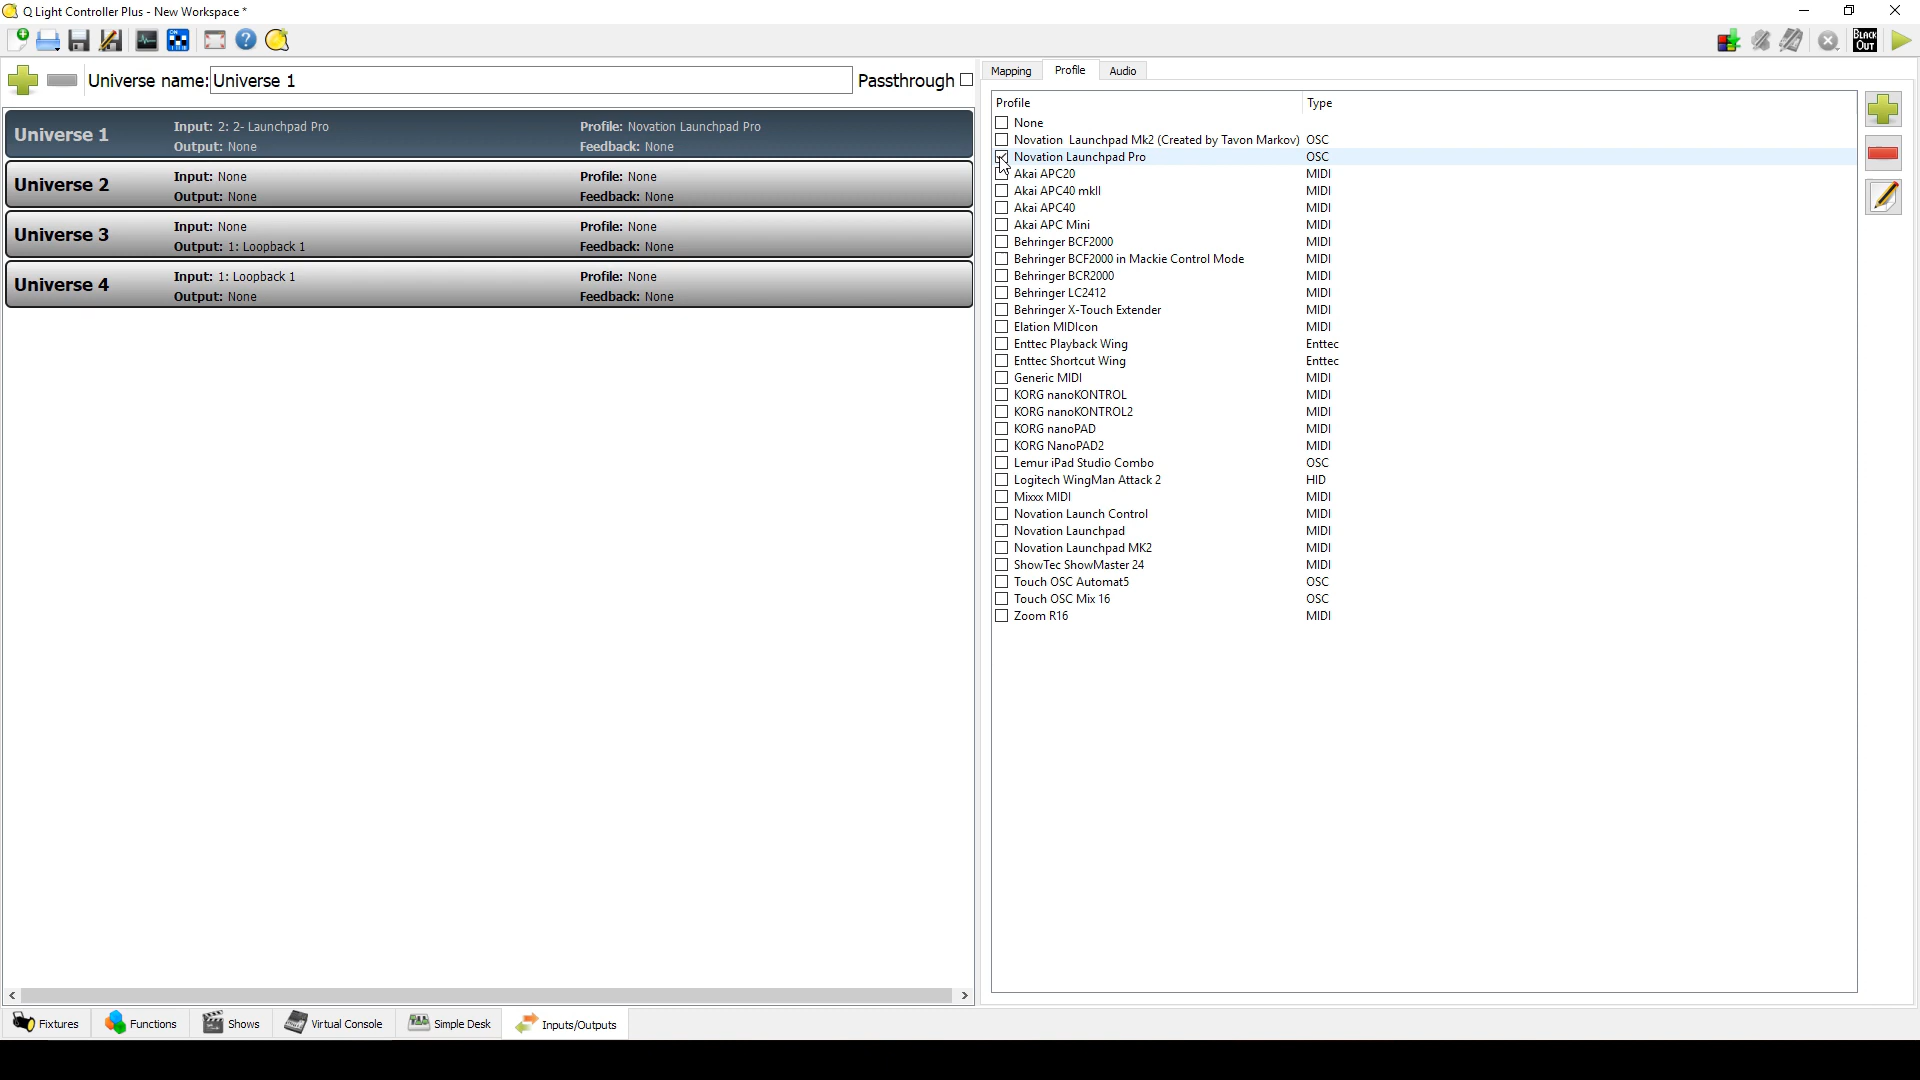 Q Light Controller Plus - New Workspace *
ON
?
BLACK OUT
Universe name: Universe 1 Passthrough
Mapping Profile Audio
Universe 1 Input: 2: 2- Launchpad Pro Profile: Novation Launchpad Pro
Output: None Feedback: None
Universe 2 Input: None Profile: None
Output: None Feedback: None
Universe 3 Input: None Profile: None
Output: 1: Loopback 1 Feedback: None
Universe 4 Input: 1: Loopback 1 Profile: None
Output: None Feedback: None
Profile Type
None
Novation Launchpad Mk2 (Created by Tavon Markov) OSC
Novation Launchpad Pro OSC
Akai APC20 MIDI
Akai APC40 mkII MIDI
Akai APC40 MIDI
Akai APC Mini MIDI
Behringer BCF2000 MIDI
Behringer BCF2000 in Mackie Control Mode MIDI
Behringer BCR2000 MIDI
Behringer LC2412 MIDI
Behringer X-Touch Extender MIDI
Elation MIDIcon MIDI
Enttec Playback Wing Enttec
Enttec Shortcut Wing Enttec
Generic MIDI MIDI
KORG nanoKONTROL MIDI
KORG nanoKONTROL2 MIDI
KORG nanoPAD MIDI
KORG NanoPAD2 MIDI
Lemur iPad Studio Combo OSC
Logitech WingMan Attack 2 HID
Mixxx MIDI MIDI
Novation Launch Control MIDI
Novation Launchpad MIDI
Novation Launchpad MK2 MIDI
ShowTec ShowMaster 24 MIDI
Touch OSC Automat5 OSC
Touch OSC Mix 16 OSC
Zoom R16 MIDI
Fixtures Functions Shows Virtual Console Simple Desk Inputs/Outputs